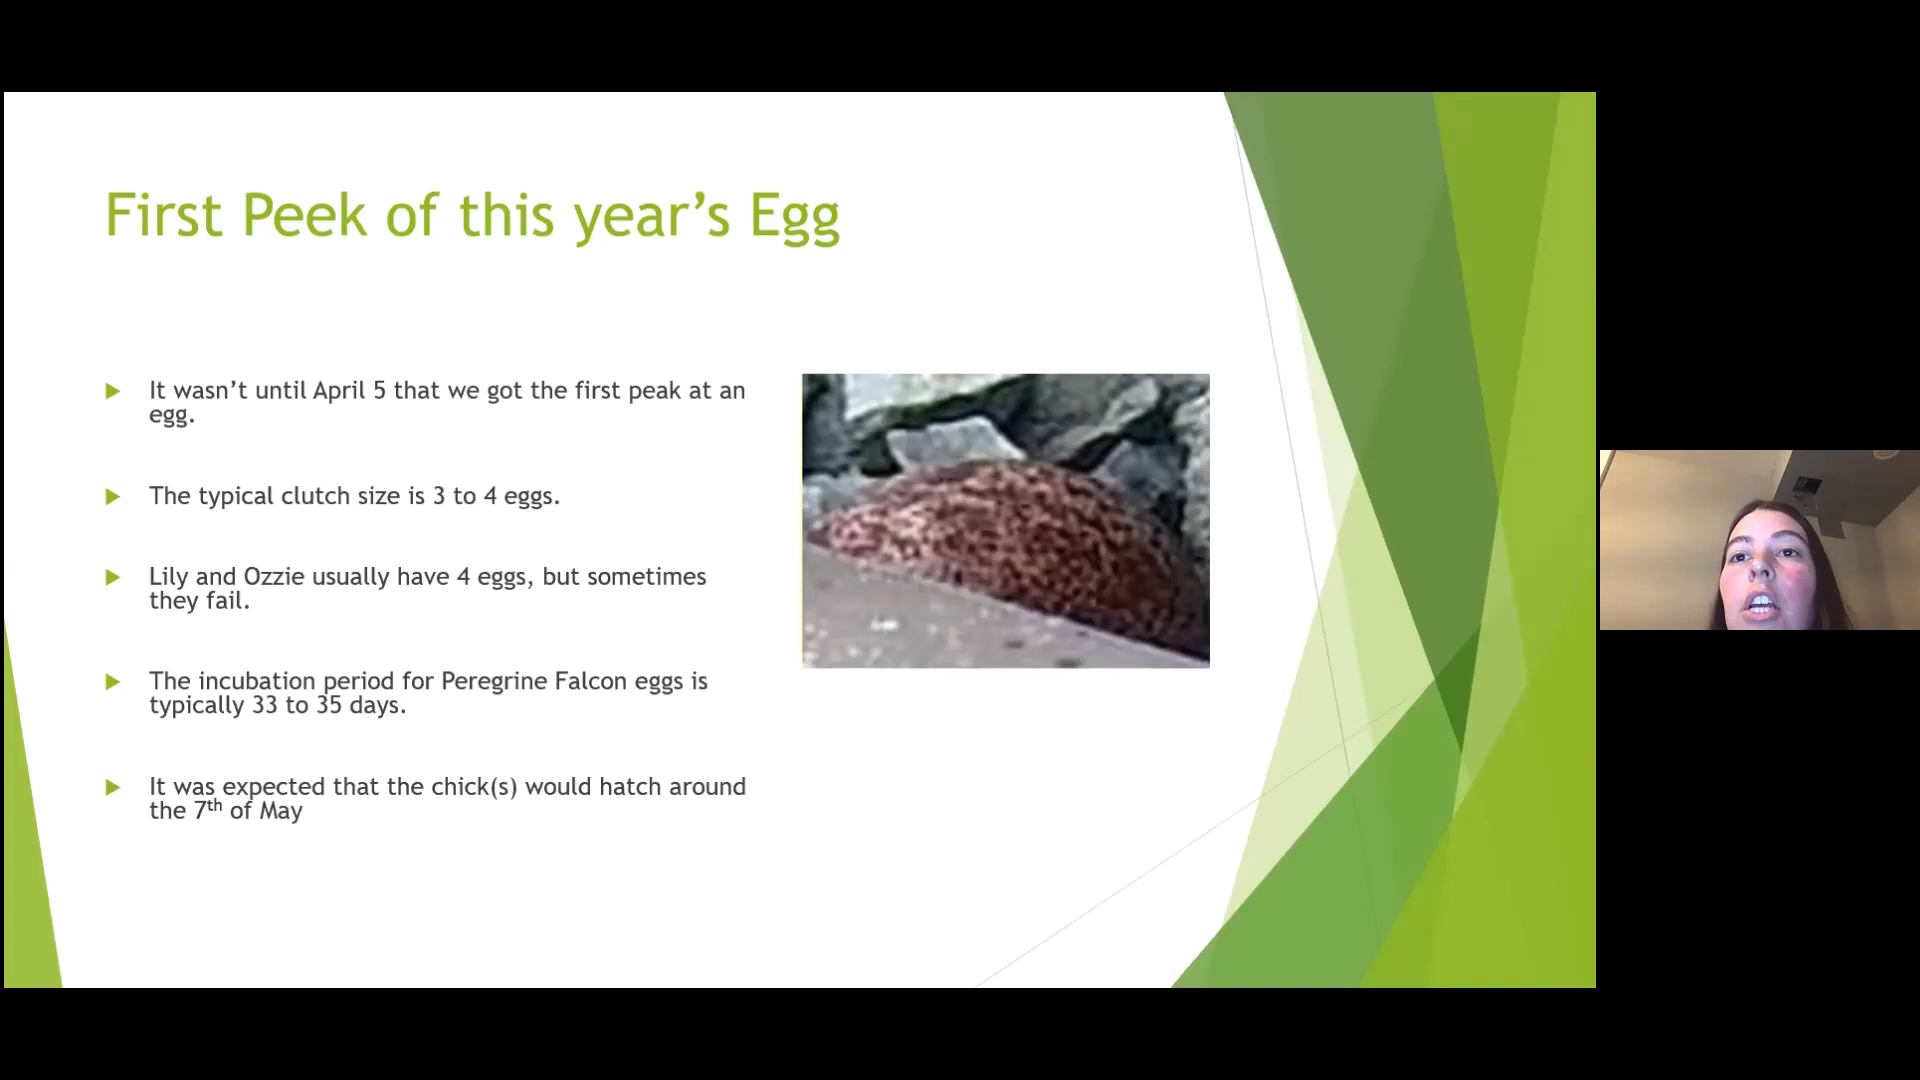 First Peek of this year’s Egg
It wasn’t until April 5 that we got the first peak at an
egg.
The typical clutch size is 3 to 4 eggs.
Lily and Ozzie usually have 4 eggs, but sometimes
they fail.
The incubation period for Peregrine Falcon eggs is
typically 33 to 35 days.
It was expected that the chick(s) would hatch around
the 7th of May